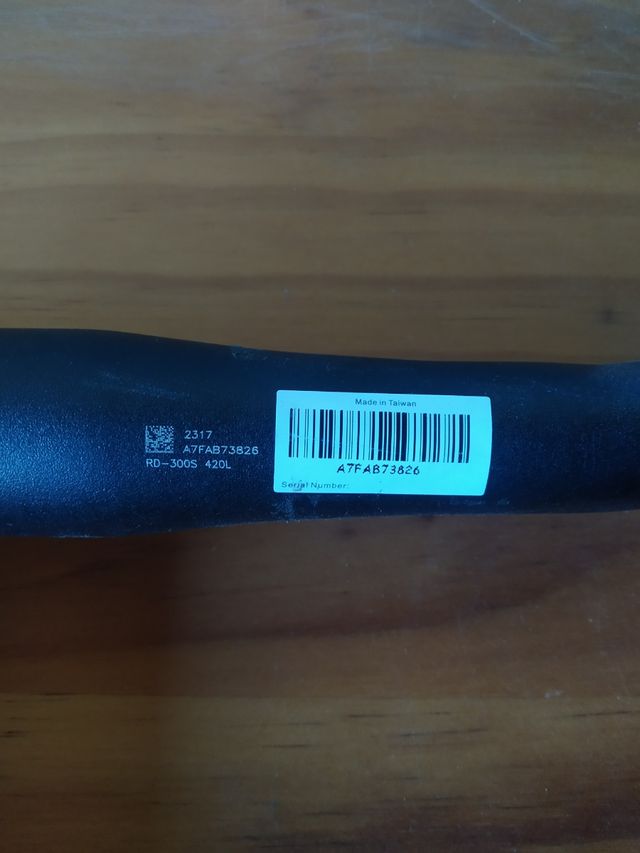 2317
A7FAB73826
RD-300S 420L
Made in Taiwan
A7FAB73826
Serial Number: